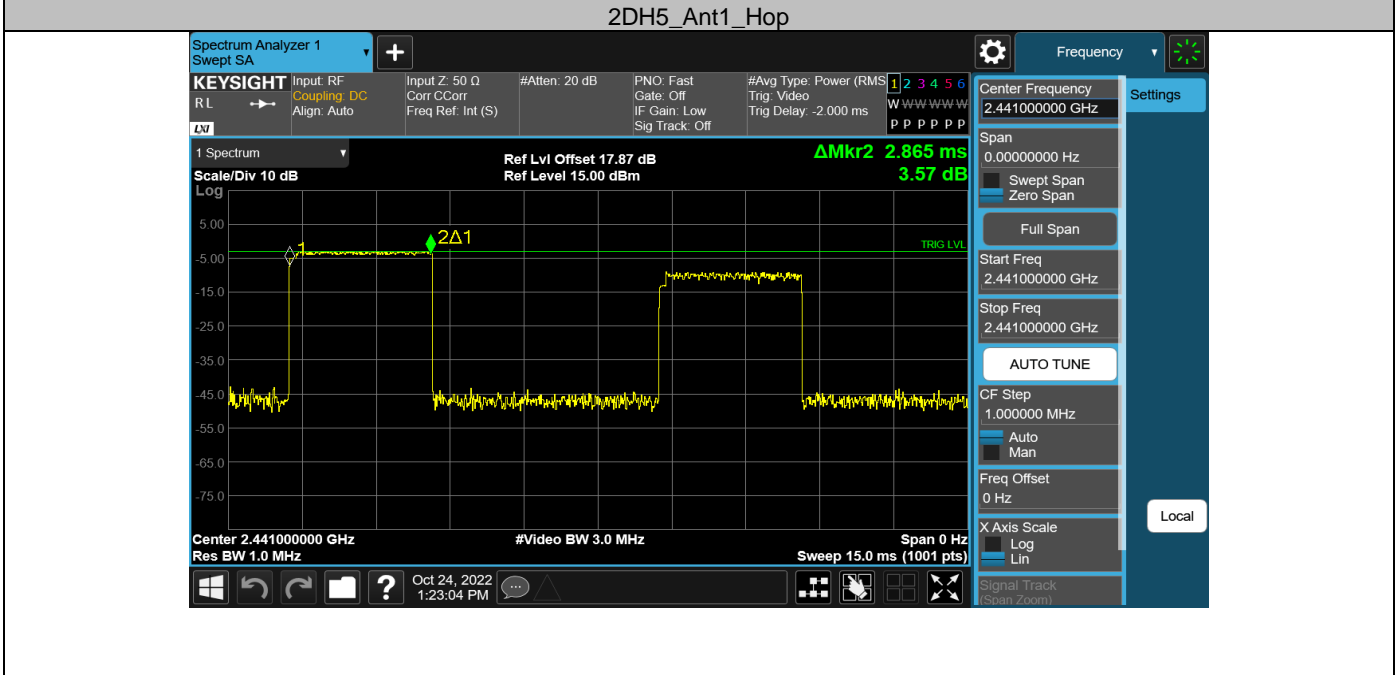 2DH5_Ant1_Hop
Spectrum Analyzer 1
Swept SA
Frequency
KEYSIGHT
R L
LXI
Input: RF
Coupling: DC
Align: Auto
Input Z: 50 Ω
Corr CCorr
Freq Ref: Int (S)
#Atten: 20 dB
PNO: Fast
Gate: Off
IF Gain: Low
Sig Track: Off
#Avg Type: Power (RMS
Trig: Video
Trig Delay: -2.000 ms
1 2 3 4 5 6
W W W W W W
P P P P P P
1 Spectrum
Scale/Div 10 dB
Log
Ref Lvl Offset 17.87 dB
Ref Level 15.00 dBm
ΔMkr2 2.865 ms
3.57 dB
5.00
-5.00
-15.0
-25.0
-35.0
-45.0
-55.0
-65.0
-75.0
1
2Δ1
TRIG LVL
Center 2.441000000 GHz
Res BW 1.0 MHz
#Video BW 3.0 MHz
Span 0 Hz
Sweep 15.0 ms (1001 pts)
Center Frequency
2.441000000 GHz
Settings
Span
0.00000000 Hz
Swept Span
Zero Span
Full Span
Start Freq
2.441000000 GHz
Stop Freq
2.441000000 GHz
AUTO TUNE
CF Step
1.000000 MHz
Auto
Man
Freq Offset
0 Hz
X Axis Scale
Log
Lin
Signal Track
(Span Zoom)
Local
?
Oct 24, 2022
1:23:04 PM